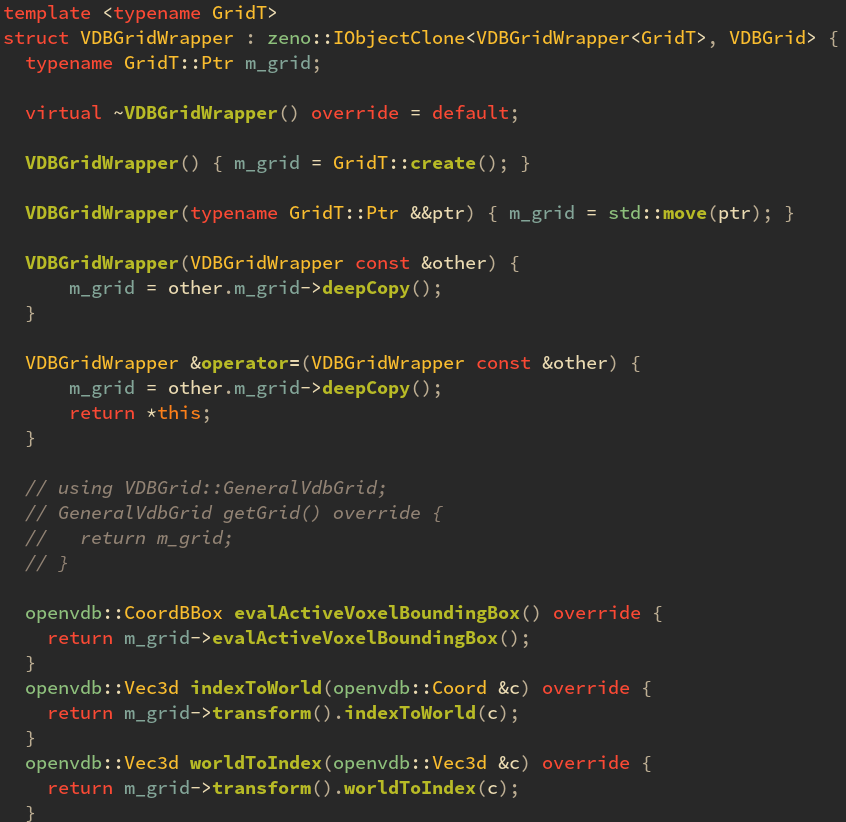 template <typename GridT>
struct VDBGridWrapper : zeno::IObjectClone<VDBGridWrapper<GridT>, VDBGrid> {
  typename GridT::Ptr m_grid;

  virtual ~VDBGridWrapper() override = default;

  VDBGridWrapper() { m_grid = GridT::create(); }

  VDBGridWrapper(typename GridT::Ptr &&ptr) { m_grid = std::move(ptr); }

  VDBGridWrapper(VDBGridWrapper const &other) {
      m_grid = other.m_grid->deepCopy();
  }

  VDBGridWrapper &operator=(VDBGridWrapper const &other) {
      m_grid = other.m_grid->deepCopy();
      return *this;
  }

  // using VDBGrid::GeneralVdbGrid;
  // GeneralVdbGrid getGrid() override {
  //   return m_grid;
  // }

  openvdb::CoordBBox evalActiveVoxelBoundingBox() override {
    return m_grid->evalActiveVoxelBoundingBox();
  }
  openvdb::Vec3d indexToWorld(openvdb::Coord &c) override {
    return m_grid->transform().indexToWorld(c);
  }
  openvdb::Vec3d worldToIndex(openvdb::Vec3d &c) override {
    return m_grid->transform().worldToIndex(c);
  }